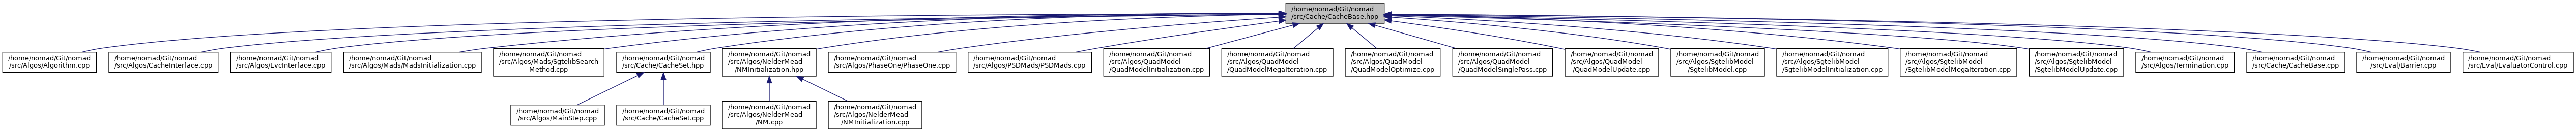 /home/nomad/Git/nomad
/src/Cache/CacheBase.hpp
/home/nomad/Git/nomad
/src/Algos/Algorithm.cpp
/home/nomad/Git/nomad
/src/Algos/CacheInterface.cpp
/home/nomad/Git/nomad
/src/Algos/EvcInterface.cpp
/home/nomad/Git/nomad
/src/Algos/Mads/MadsInitialization.cpp
/home/nomad/Git/nomad
/src/Algos/Mads/SgtelibSearch
Method.cpp
/home/nomad/Git/nomad
/src/Cache/CacheSet.hpp
/home/nomad/Git/nomad
/src/Algos/NelderMead
/NMInitialization.hpp
/home/nomad/Git/nomad
/src/Algos/PhaseOne/PhaseOne.cpp
/home/nomad/Git/nomad
/src/Algos/PSDMads/PSDMads.cpp
/home/nomad/Git/nomad
/src/Algos/QuadModel
/QuadModelInitialization.cpp
/home/nomad/Git/nomad
/src/Algos/QuadModel
/QuadModelMegaIteration.cpp
/home/nomad/Git/nomad
/src/Algos/QuadModel
/QuadModelOptimize.cpp
/home/nomad/Git/nomad
/src/Algos/QuadModel
/QuadModelSinglePass.cpp
/home/nomad/Git/nomad
/src/Algos/QuadModel
/QuadModelUpdate.cpp
/home/nomad/Git/nomad
/src/Algos/SgtelibModel
/SgtelibModel.cpp
/home/nomad/Git/nomad
/src/Algos/SgtelibModel
/SgtelibModelInitialization.cpp
/home/nomad/Git/nomad
/src/Algos/SgtelibModel
/SgtelibModelMegaIteration.cpp
/home/nomad/Git/nomad
/src/Algos/SgtelibModel
/SgtelibModelUpdate.cpp
/home/nomad/Git/nomad
/src/Algos/Termination.cpp
/home/nomad/Git/nomad
/src/Cache/CacheBase.cpp
/home/nomad/Git/nomad
/src/Eval/Barrier.cpp
/home/nomad/Git/nomad
/src/Eval/EvaluatorControl.cpp
/home/nomad/Git/nomad
/src/Algos/MainStep.cpp
/home/nomad/Git/nomad
/src/Cache/CacheSet.cpp
/home/nomad/Git/nomad
/src/Algos/NelderMead
/NM.cpp
/home/nomad/Git/nomad
/src/Algos/NelderMead
/NMInitialization.cpp